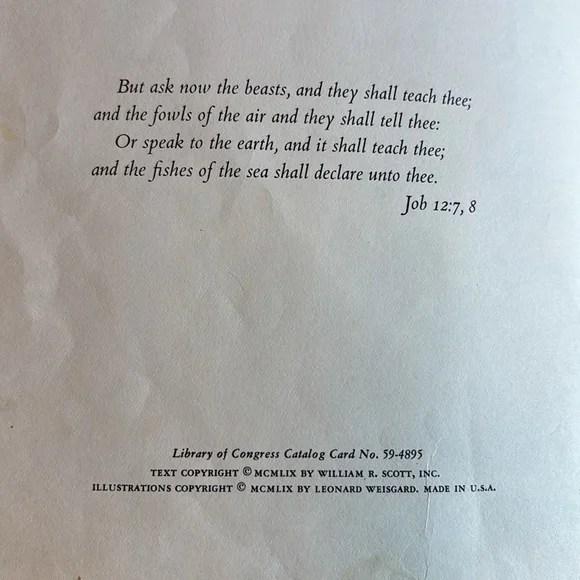 But ask now the beasts, and they shall teach thee;
and the fowls of the air and they shall tell thee:
Or speak to the earth, and it shall teach thee;
and the fishes of the sea shall declare unto thee.
Job 12:7, 8
Library of Congress Catalog Card No. 59-4895
TEXT COPYRIGHT © MCMLIX BY WILLIAM R. SCOTT, INC.
ILLUSTRATIONS COPYRIGHT © MCMLIX BY LEONARD WEISGARD. MADE IN U.S.A.